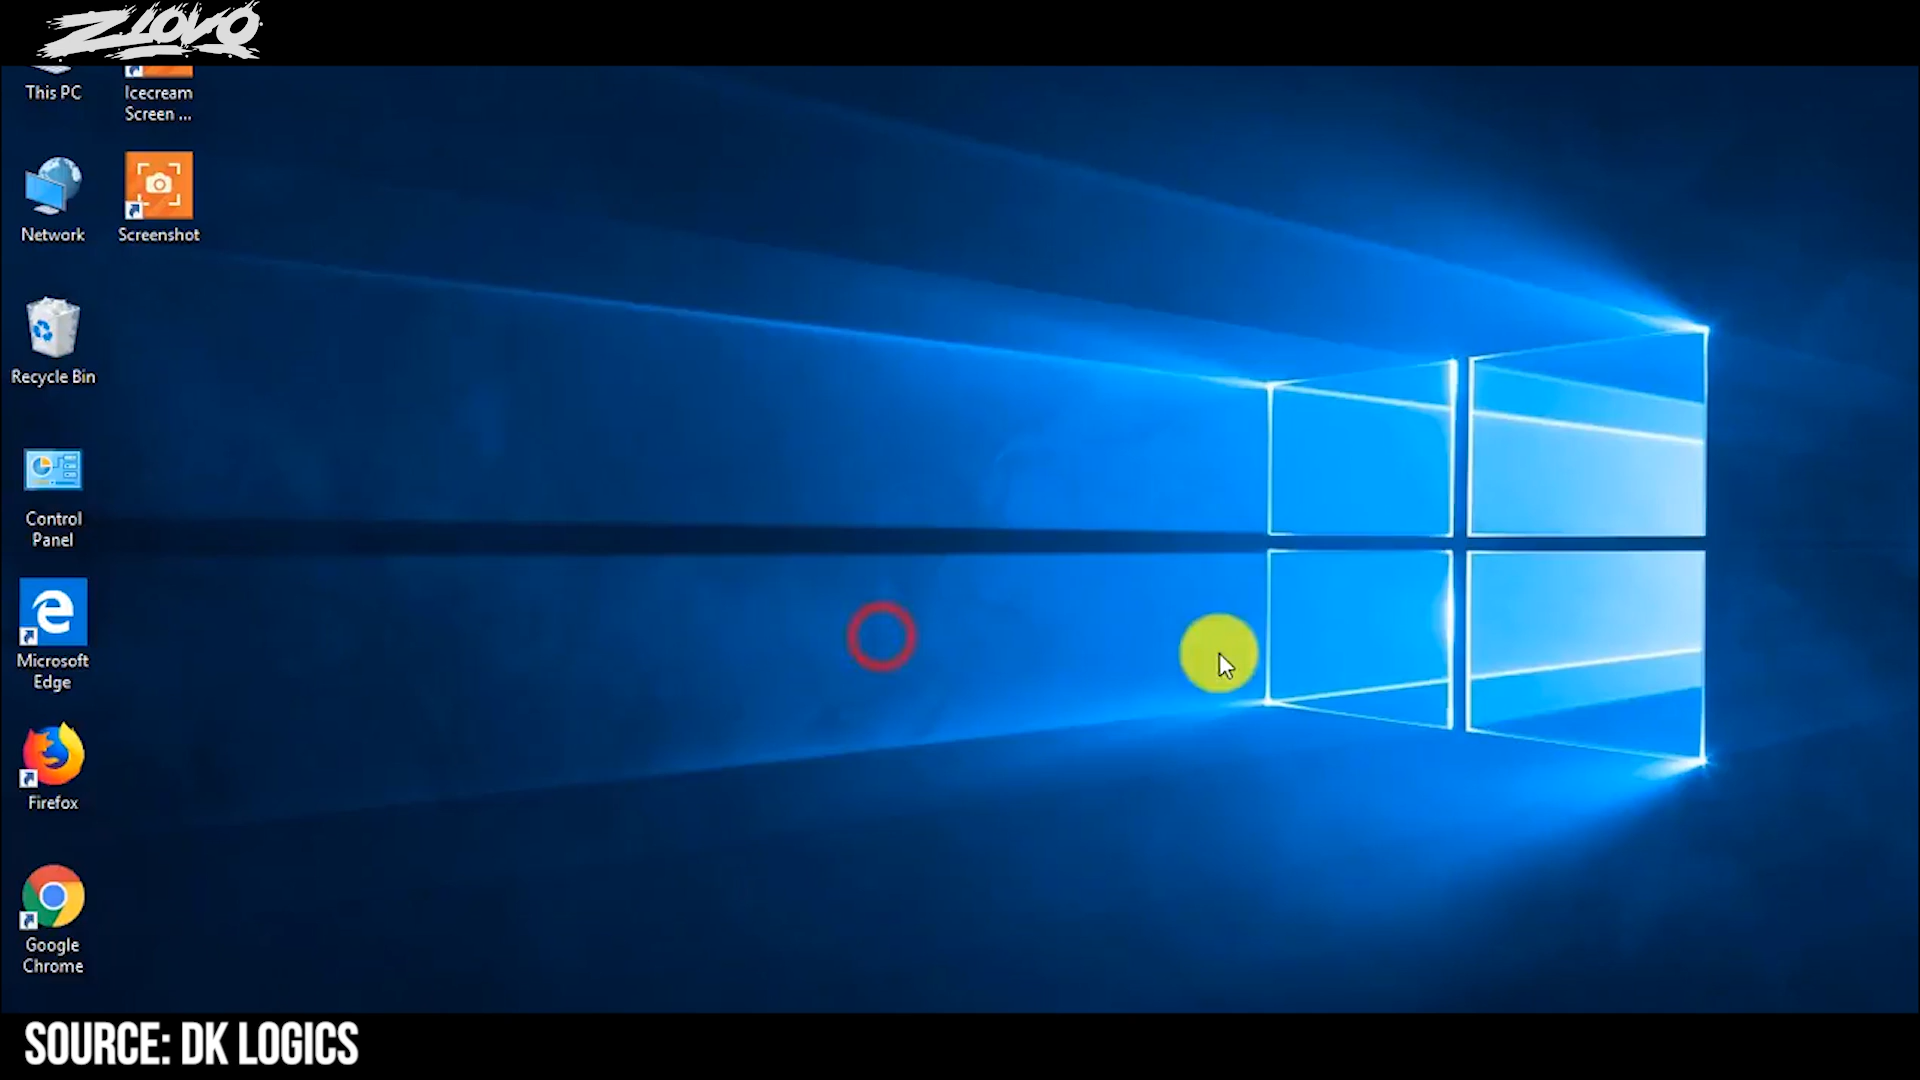 ZLOVO
This PC
Icecream
Screen ...
Network
Screenshot
Recycle Bin
Control
Panel
Microsoft
Edge
Firefox
Google
Chrome
SOURCE: DK LOGICS